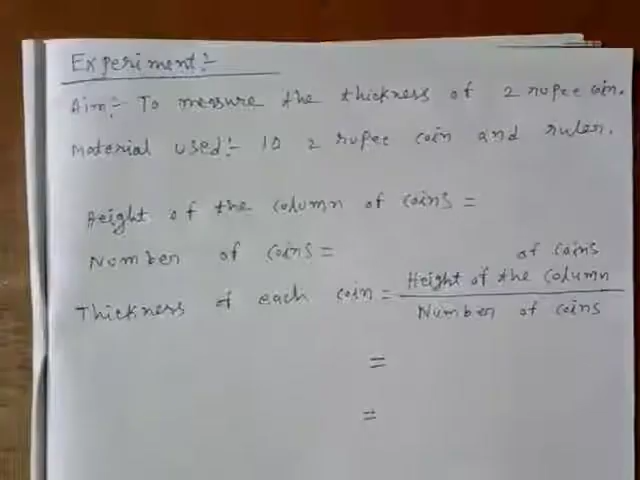 Experiment:-
Aim:- To measure the thickness of 2 rupee coin.
Material used:- 10 2 rupee coin and ruler.
Height of the column of coins =
Number of coins =
Thickness of each coin = Height of the column of coins
Number of coins
=
=